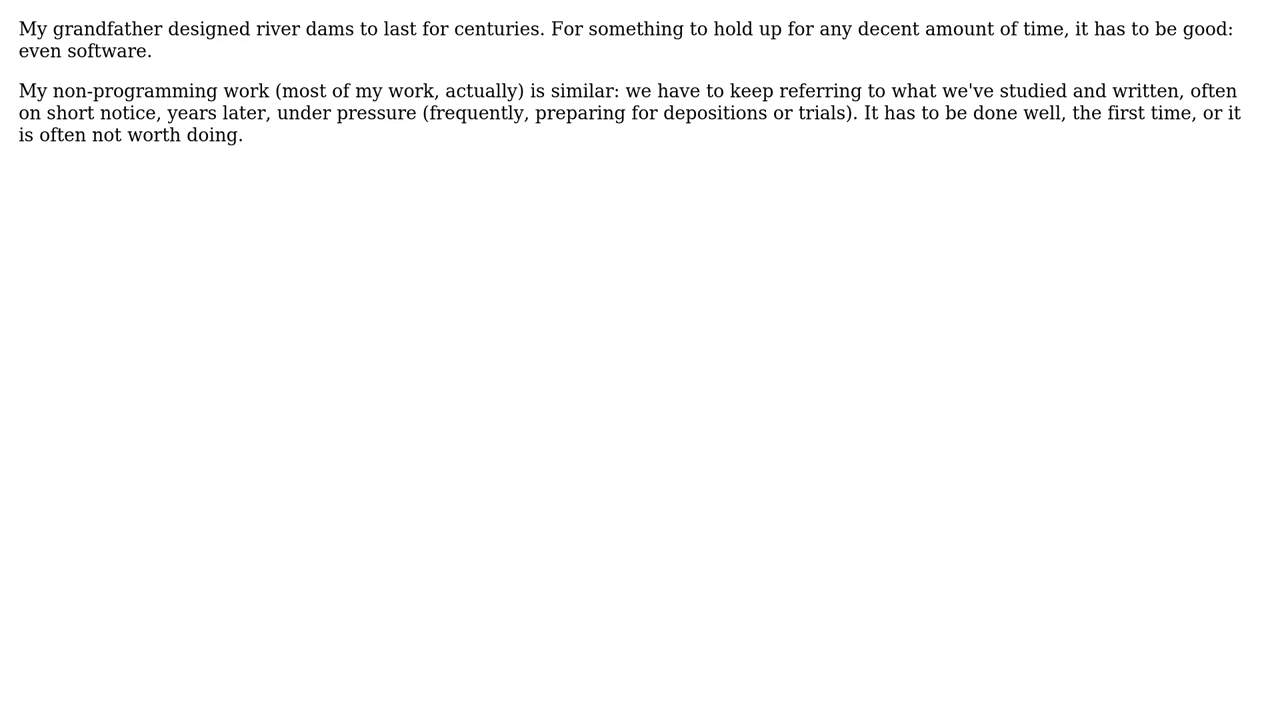 My grandfather designed river dams to last for centuries. For something to hold up for any decent amount of time, it has to be good:
even software.
My non-programming work (most of my work, actually) is similar: we have to keep referring to what we've studied and written, often
on short notice, years later, under pressure (frequently, preparing for depositions or trials). It has to be done well, the first time, or it
is often not worth doing.